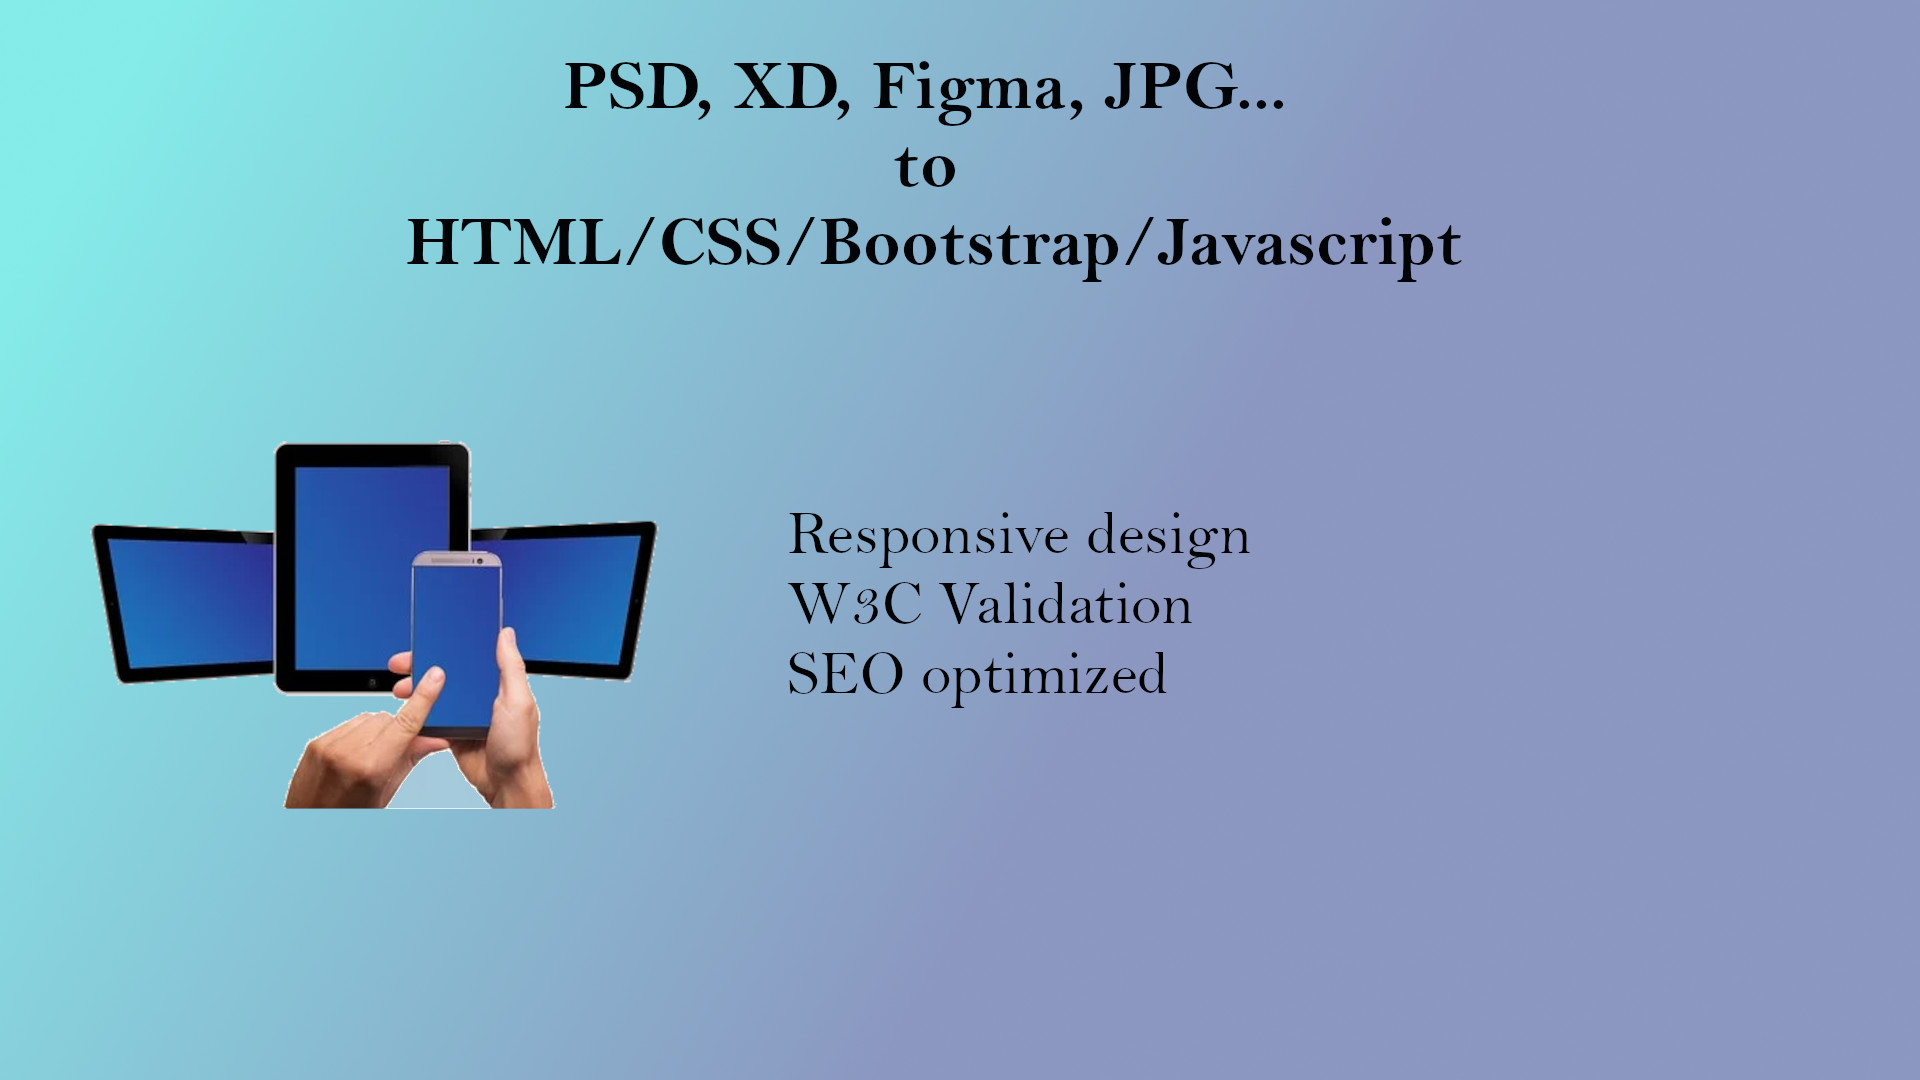 PSD, XD, Figma, JPG...
to
HTML/CSS/Bootstrap/Javascript
Responsive design
W3C Validation
SEO optimized